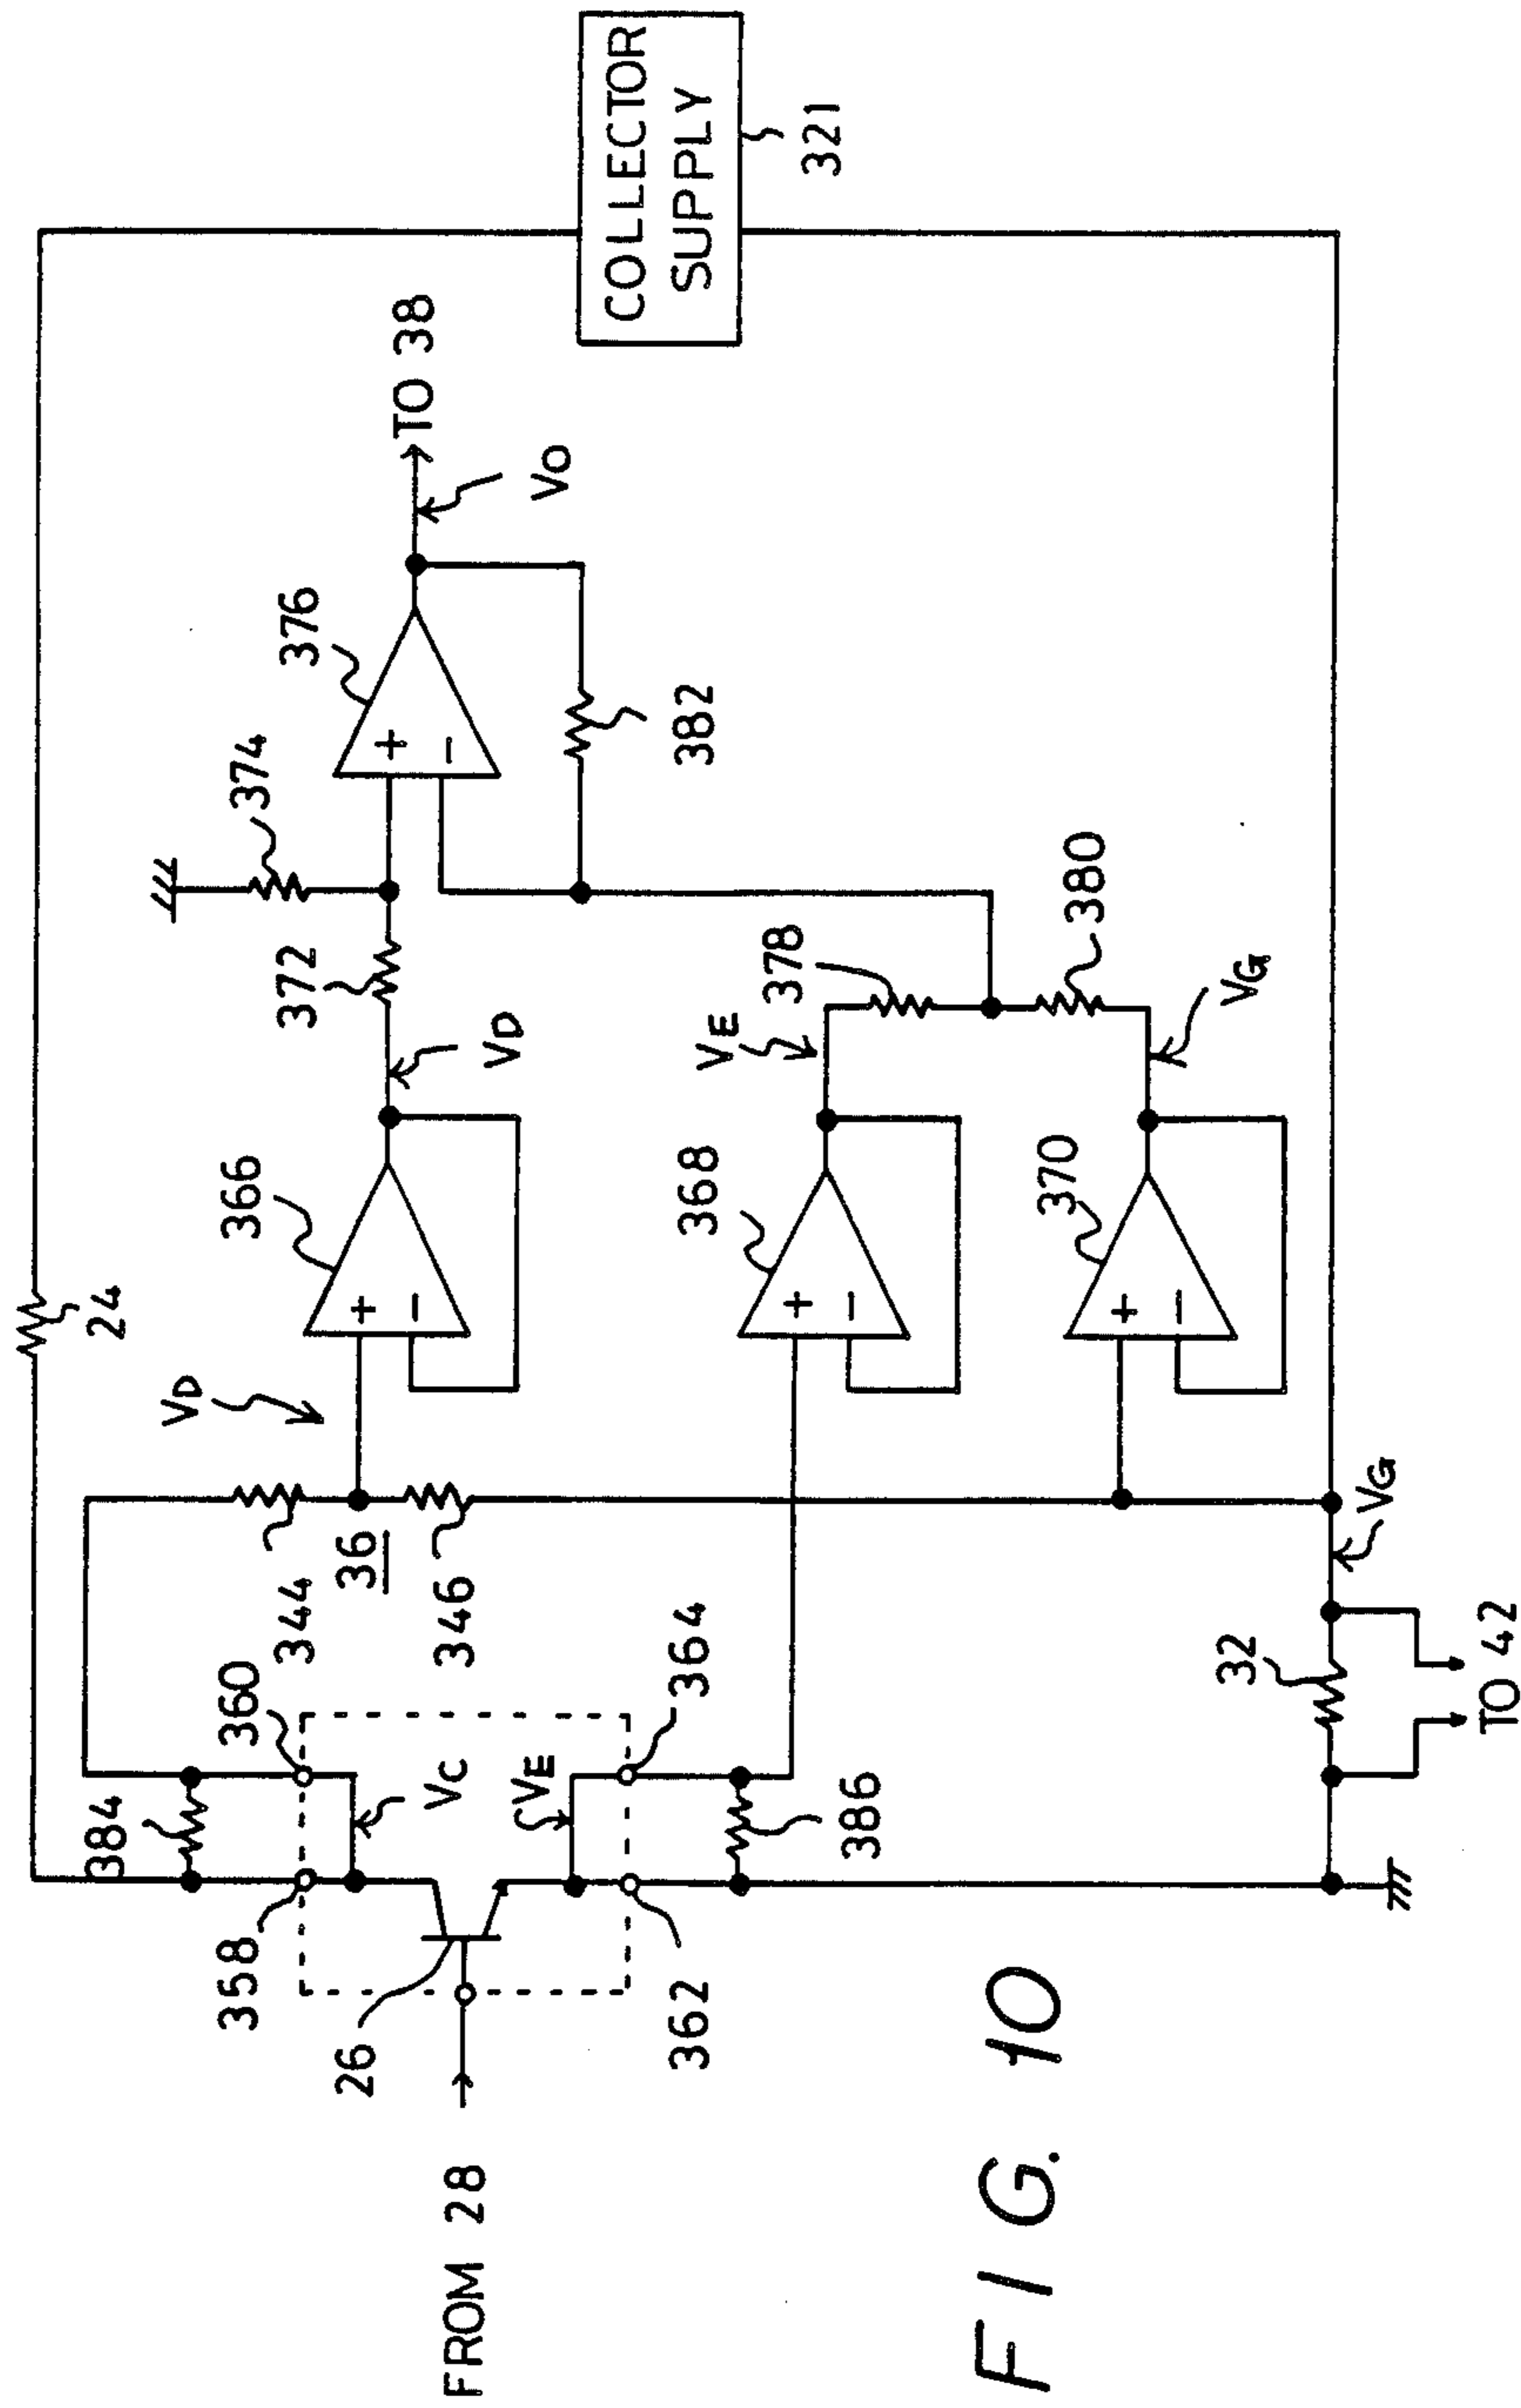 COLLECTOR
SUPPLY
321
24
TO 38
VO
376
374
382
372
VD
366
VD
VE
378
380
VG
368
370
344
36
346
360
384
VC
VE
364
386
358
26
362
FROM 28
32
VG
TO 42
+
−
+
−
+
−
+
−
FIG. 10